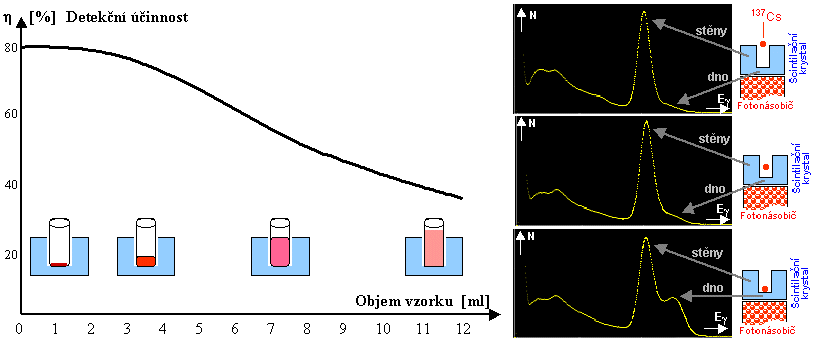 η [%] Detekční účinnost
80
60
40
20
0 1 2 3 4 5 6 7 8 9 10 11 12
Objem vzorku [ml]
N
stěny
dno
Eγ
137Cs
Scintilační
krystal
Fotonásobič
N
stěny
dno
Eγ
Scintilační
krystal
Fotonásobič
N
stěny
dno
Eγ
Scintilační
krystal
Fotonásobič